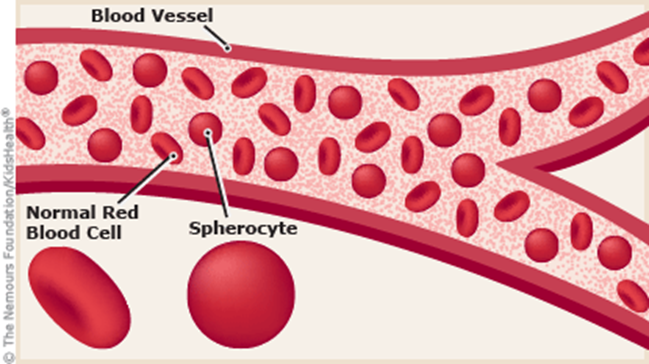 Blood Vessel
Normal Red
Blood Cell
Spherocyte
© The Nemours Foundation/KidsHealth®